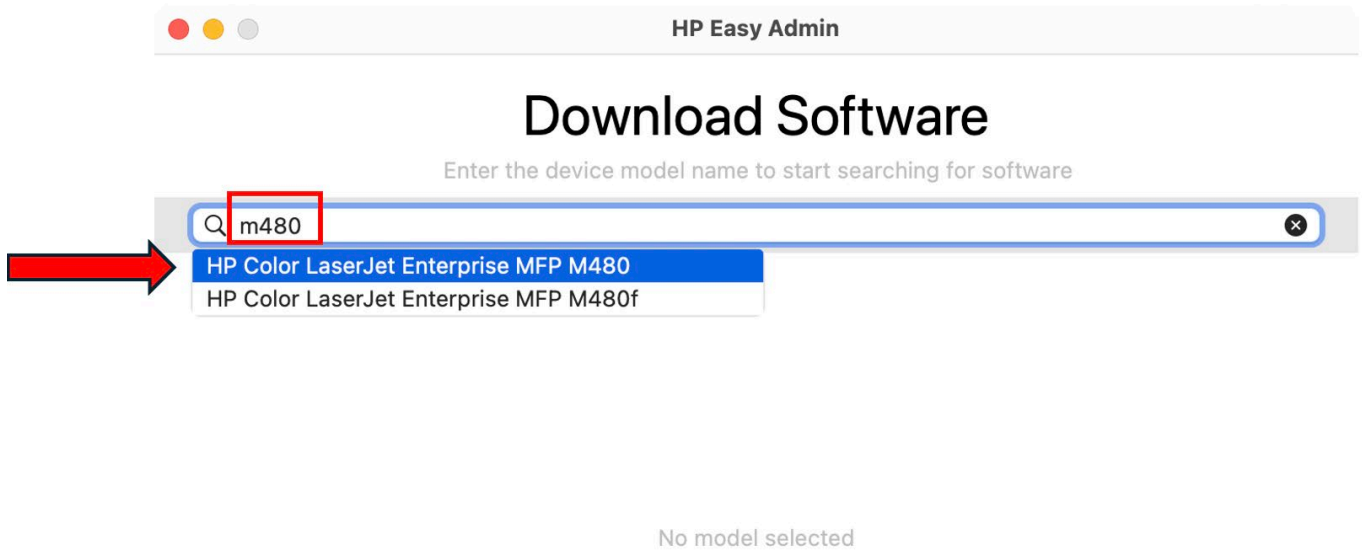 HP Easy Admin
Download Software
Enter the device model name to start searching for software
m480
HP Color LaserJet Enterprise MFP M480
HP Color LaserJet Enterprise MFP M480f
No model selected